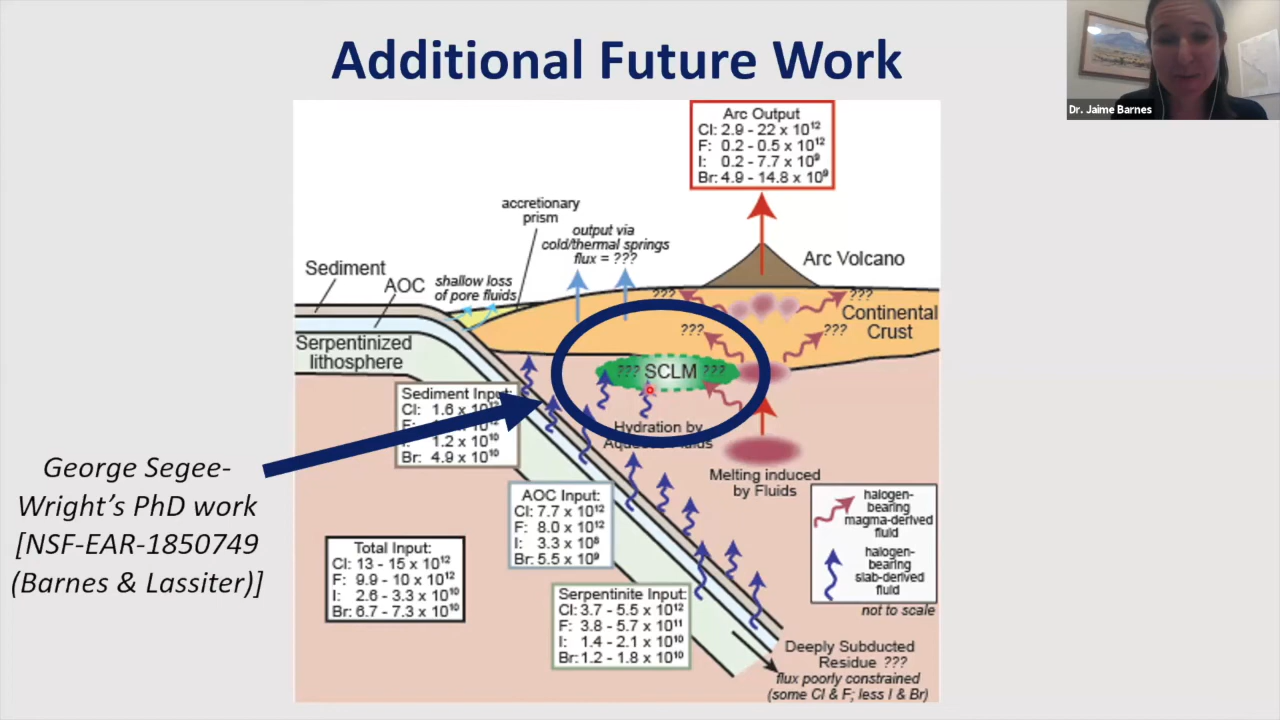 Additional Future Work
Dr. Jaime Barnes
Arc Output
Cl: 2.9 - 22 x 10¹²
F: 0.2 - 0.5 x 10¹²
I: 0.2 - 7.7 x 10⁹
Br: 4.9 - 14.8 x 10⁹
accretionary
prism
output via
cold/thermal springs
flux = ???
Arc Volcano
Sediment
AOC
shallow loss
of pore fluids
???
???
Continental
Crust
???
???
Serpentinized
lithosphere
??? SCLM ???
Sediment Input:
Cl: 1.6 x 10¹²
F:
I: 1.2 x 10¹⁰
Br: 4.9 x 10¹⁰
Hydration by
Aqueous Fluids
Melting induced
by Fluids
George Segee-
Wright's PhD work
[NSF-EAR-1850749
(Barnes & Lassiter)]
AOC Input:
Cl: 7.7 x 10¹²
F: 8.0 x 10¹²
I: 3.3 x 10⁸
Br: 5.5 x 10⁹
halogen-
bearing
magma-derived
fluid
halogen-
bearing
slab-derived
fluid
not to scale
Total Input:
Cl: 13 - 15 x 10¹²
F: 9.9 - 10 x 10¹²
I: 2.6 - 3.3 x 10¹⁰
Br: 6.7 - 7.3 x 10¹⁰
Serpentinite Input:
Cl: 3.7 - 5.5 x 10¹²
F: 3.8 - 5.7 x 10¹¹
I: 1.4 - 2.1 x 10¹⁰
Br: 1.2 - 1.8 x 10¹⁰
Deeply Subducted
Residue ???
flux poorly constrained
(some Cl & F; less I & Br)